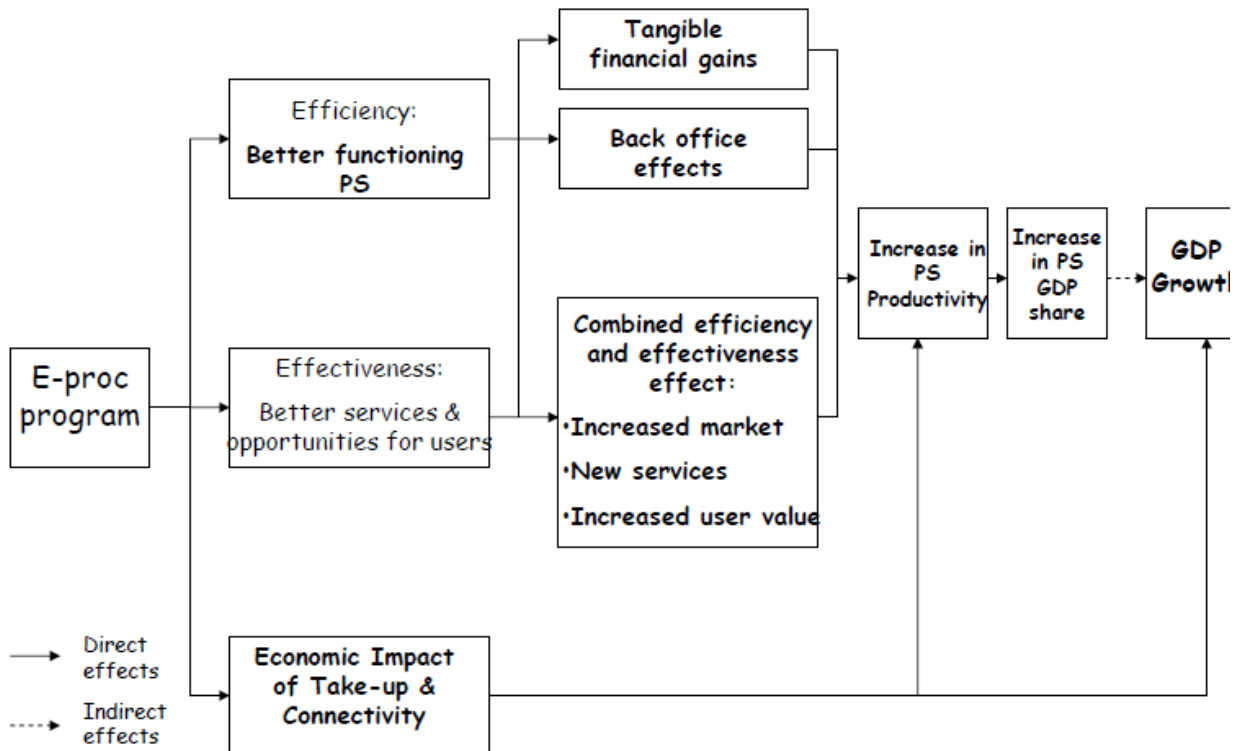 Tangible
financial gains
Efficiency:
Better functioning
PS
Back office
effects
Increase in
PS
Productivity
Increase
in PS
GDP
share
GDP
Growth
Combined efficiency
and effectiveness
effect:
•Increased market
•New services
•Increased user value
E-proc
program
Effectiveness:
Better services &
opportunities for users
Direct
effects
Indirect
effects
Economic Impact
of Take-up &
Connectivity